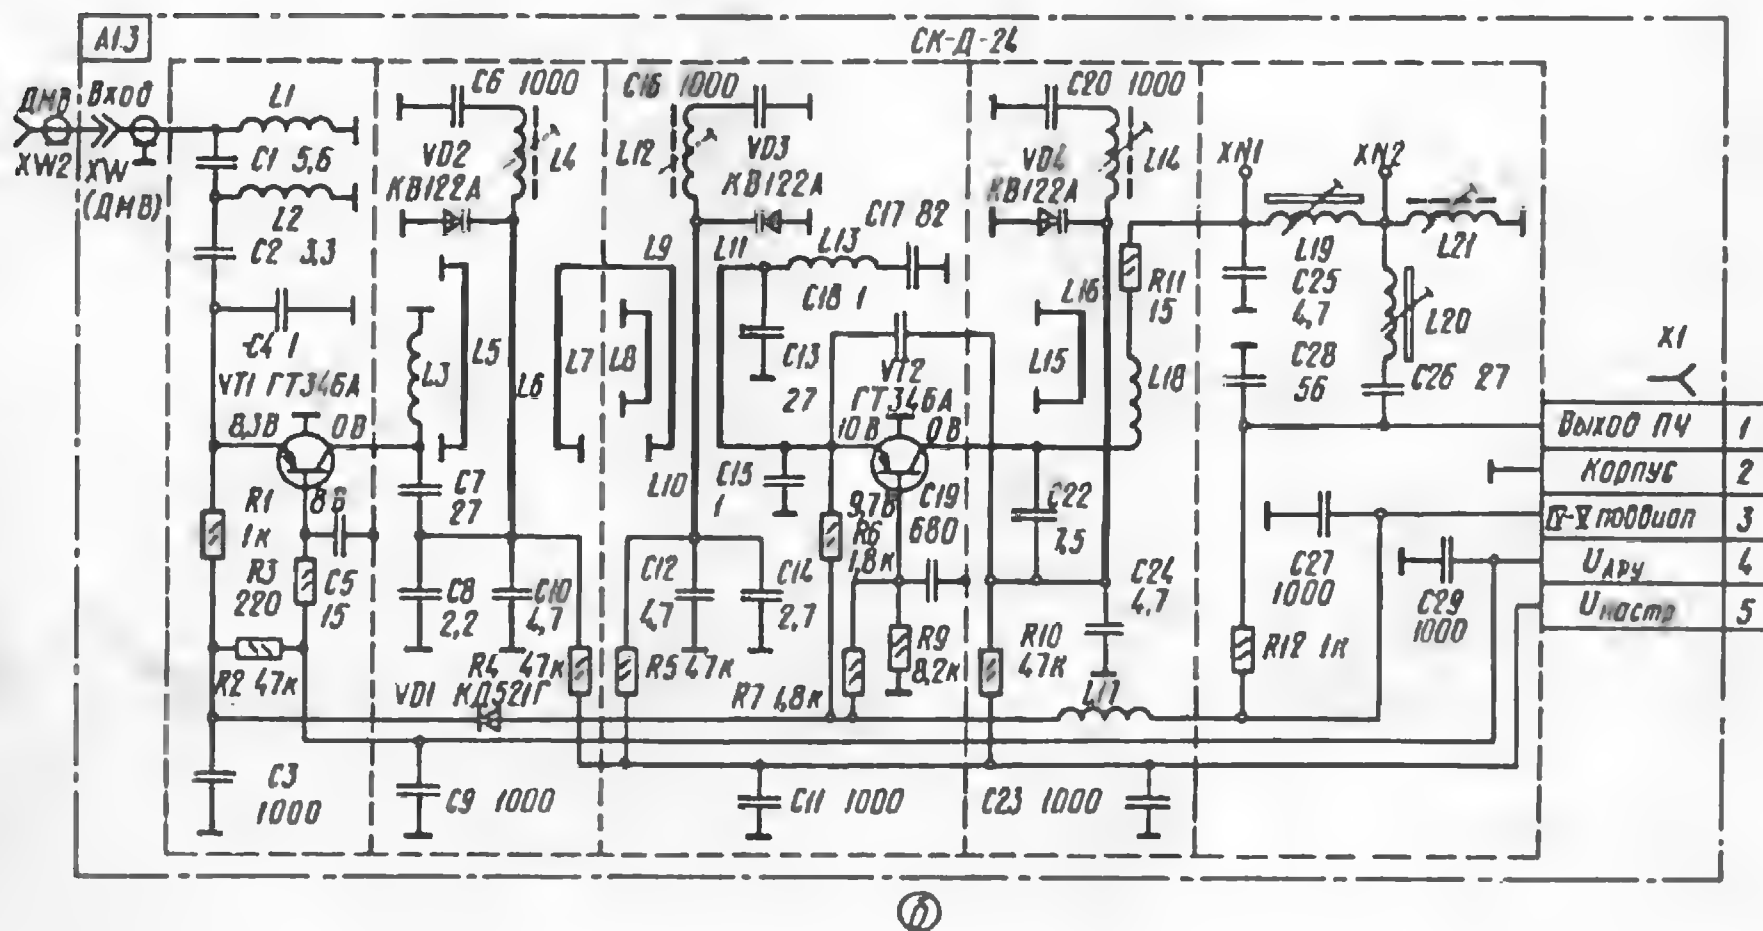 А1.3
СК-Д-24
ДМВ
Вход
XW2
XW
(ДМВ)
L1
C1 5,6
L2
C2 3,3
C4 1
VT1 ГТ346А
8,3В
0В
8В
R1
1к
R3
220
C5
15
R2 47к
C3
1000
C6 1000
VD2
КВ122А
L4
L3
L5
L6
C7
27
C8
2,2
C10
4,7
R4 47к
VD1 КД521Г
C9 1000
C16 1000
L12
VD3
КВ122А
L9
L7
L8
L10
L11
L13
C17 82
C18 1
C13
27
C15
1
VT2
ГТ346А
10В
0В
9,7В
C19
680
R6
1,8к
C12
4,7
C14
2,7
R5 47к
R7 1,8к
R9
8,2к
C11 1000
C20 1000
VD4
КВ122А
L14
L16
L15
R11
15
L18
C22
1,5
C24
4,7
R10
47к
L17
C23 1000
XN1
XN2
L19
L21
C25
4,7
L20
C28
56
C26 27
C27
1000
C29
1000
R12 1к
X1
Выход ПЧ 1
Корпус 2
IV-V поддиап 3
UАРУ 4
Uнастр 5
б